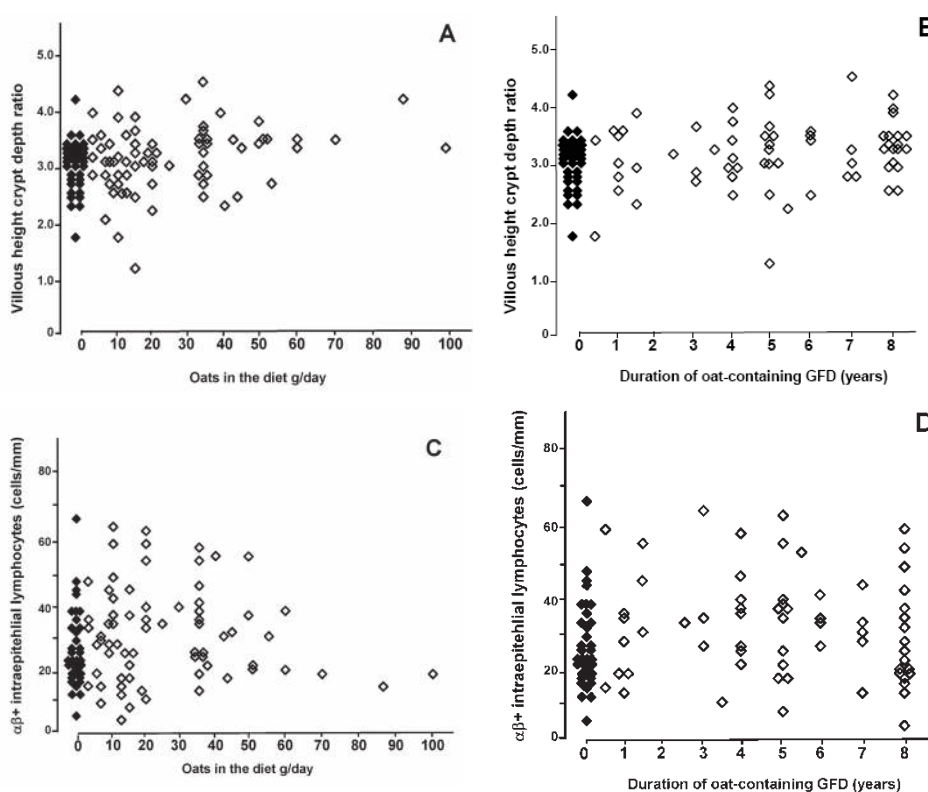 A
Villous height crypt depth ratio
5.0
4.0
3.0
2.0
1.0
0
0 10 20 30 40 50 60 70 80 90 100
Oats in the diet g/day
B
Villous height crypt depth ratio
5.0
4.0
3.0
2.0
1.0
0
0 1 2 3 4 5 6 7 8
Duration of oat-containing GFD (years)
C
αβ+ intraepitehlial lymphocytes (cells/mm)
80
60
40
20
0
0 10 20 30 40 50 60 70 80 90 100
Oats in the diet g/day
D
αβ+ intraepitehlial lymphocytes (cells/mm)
80
60
40
20
0
0 1 2 3 4 5 6 7 8
Duration of oat-containing GFD (years)